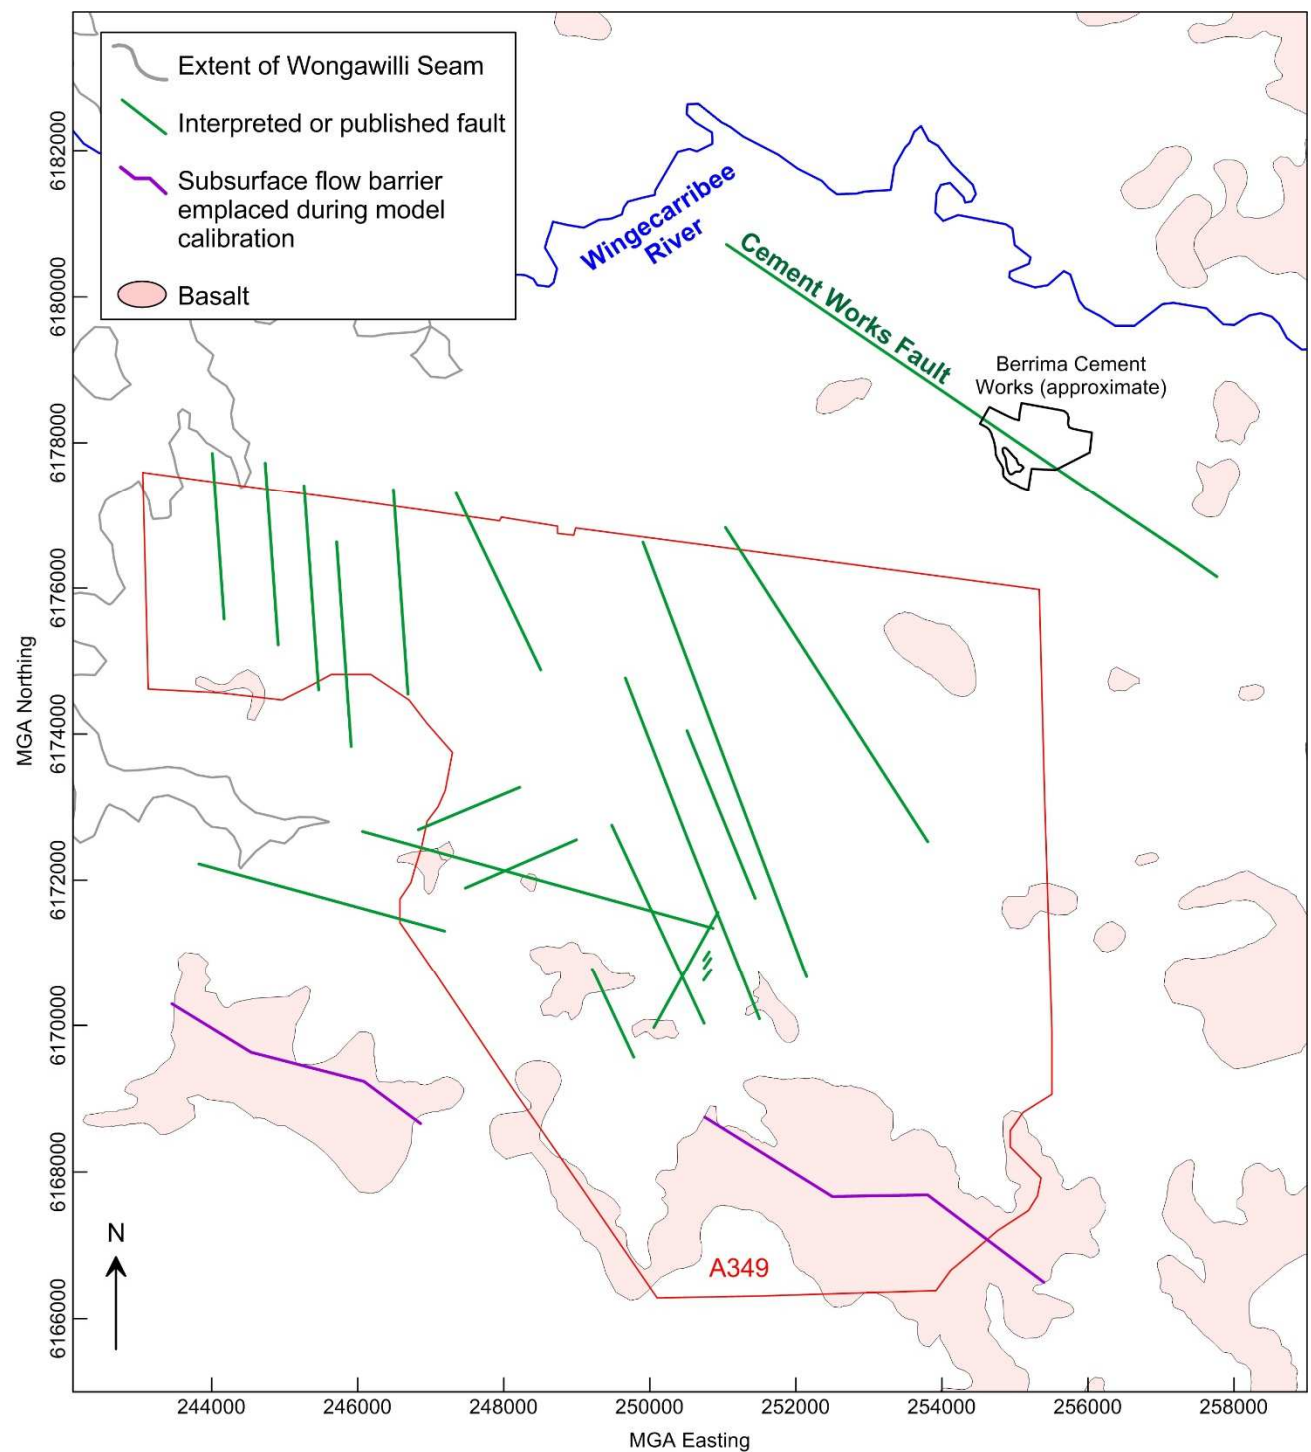 Extent of Wongawilli Seam
Interpreted or published fault
Subsurface flow barrier
emplaced during model
calibration
Basalt
Wingecarribee
River
Cement Works Fault
Berrima Cement
Works (approximate)
A349
N
MGA Northing
6182000
6180000
6178000
6176000
6174000
6172000
6170000
6168000
6166000
244000
246000
248000
250000
252000
254000
256000
258000
MGA Easting